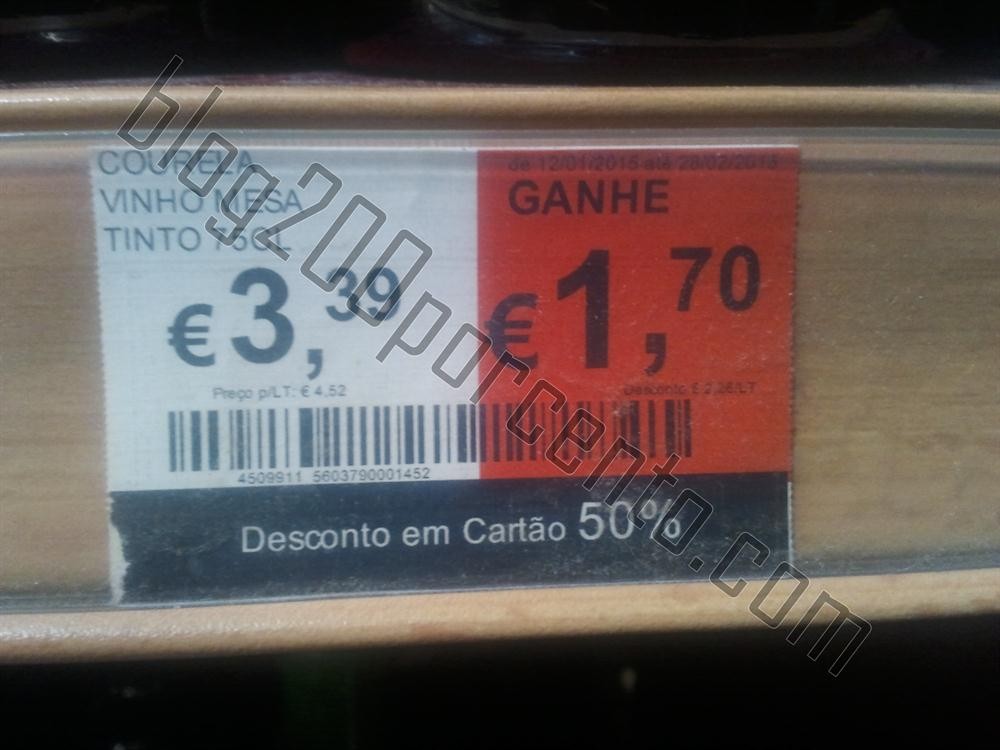 COURELA
VINHO MESA
TINTO 75CL
€3,39
Preço p/LT: € 4,52
4509911 5603790001452
de 12/01/2015 até 28/02/2015
GANHE
€1,70
Desconto € 2,26/LT
Desconto em Cartão 50%
blog200porcento.com